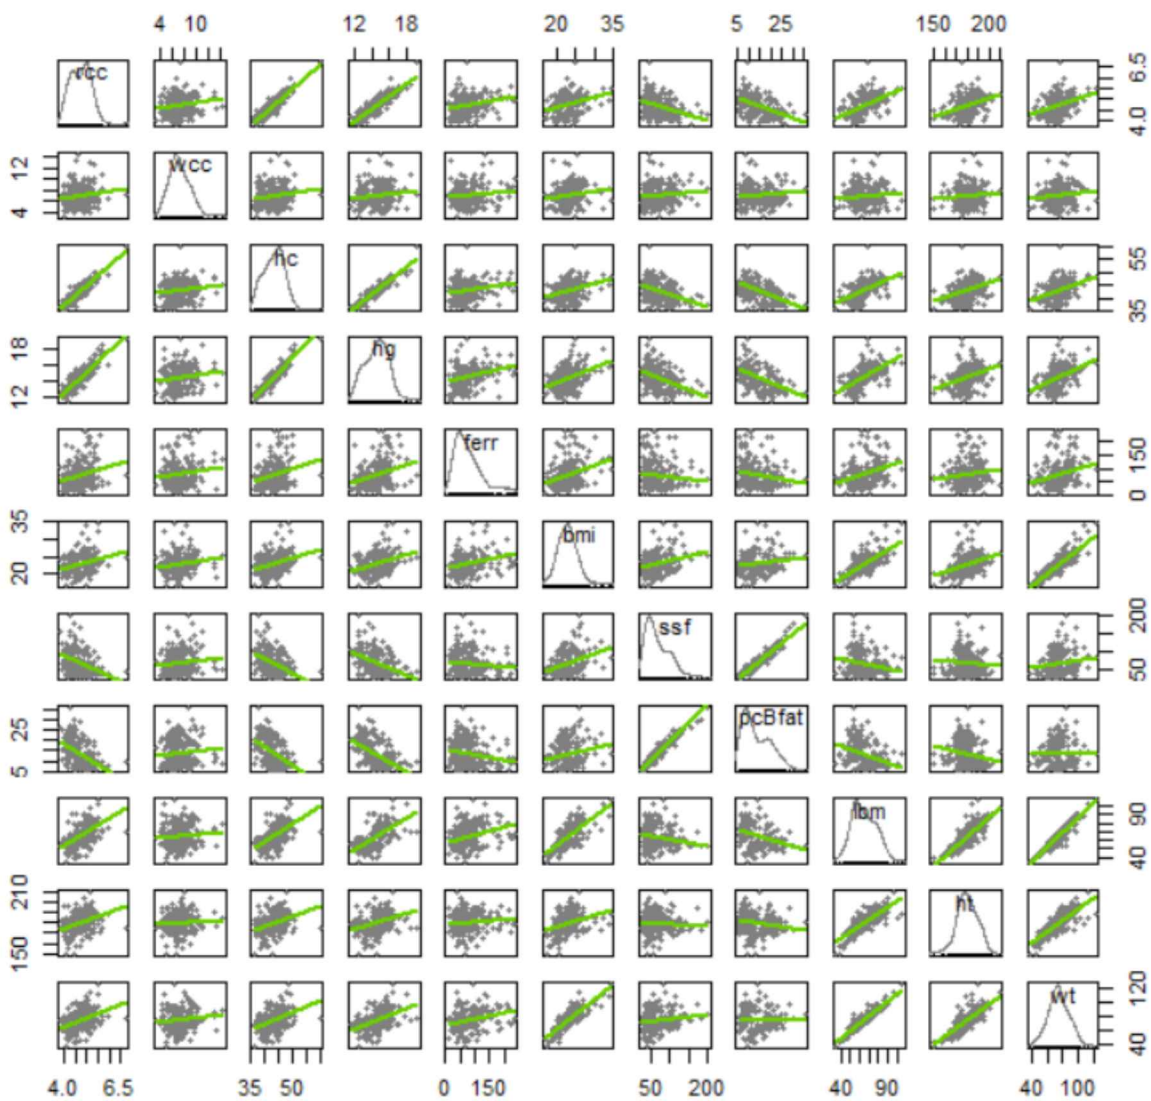 4 10 12 18 20 35 5 25 150 200
rcc 4.0 6.5
4 12 wcc
hc 35 55
12 18 hg
ferr 0 150
20 35 bmi
ssf 50 200
5 25 pcBfat
lbm 40 90
150 210 ht
wt 40 120
4.0 6.5 35 50 0 150 50 200 40 90 40 100